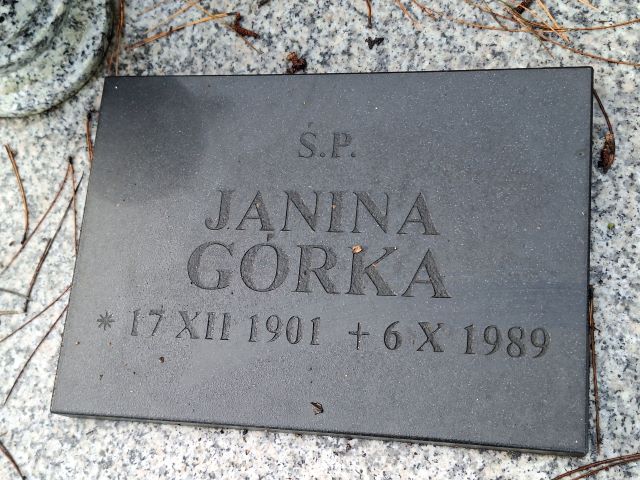 Ś.P.
JANINA
GÓRKA
* 17 XII 1901 + 6 X 1989